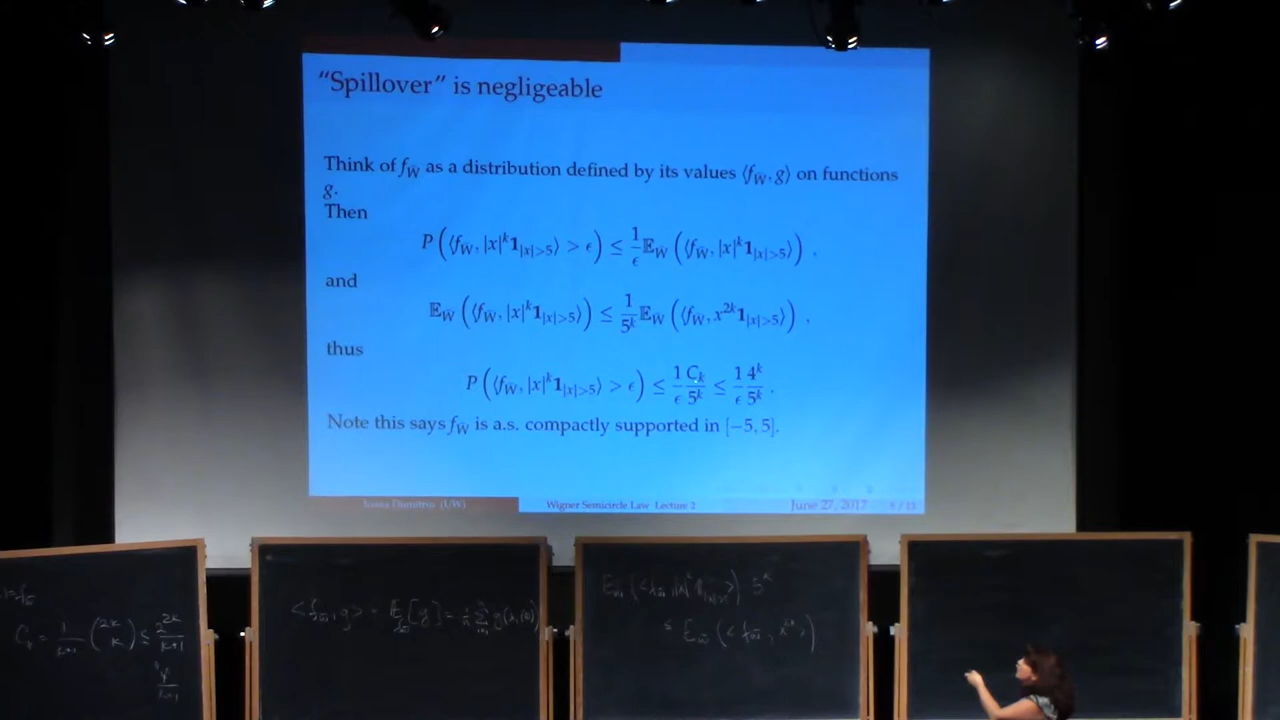 “Spillover” is negligeable
Think of f_W̄ as a distribution defined by its values ⟨f_W̄, g⟩ on functions
g.
Then
P(⟨f_W̄, |x|^k 1_{|x|>5}⟩ > ϵ) ≤ 1/ϵ 𝔼_W̄(⟨f_W̄, |x|^k 1_{|x|>5}⟩) ,
and
𝔼_W̄(⟨f_W̄, |x|^k 1_{|x|>5}⟩) ≤ 1/5^k 𝔼_W̄(⟨f_W̄, x^{2k} 1_{|x|>5}⟩) ,
thus
P(⟨f_W̄, |x|^k 1_{|x|>5}⟩ > ϵ) ≤ 1/ϵ C_k/5^k ≤ 1/ϵ 4^k/5^k .
Note this says f_W̄ is a.s. compactly supported in [−5, 5].
Ioana Dumitriu (UW) Wigner Semicircle Law Lecture 2 June 27, 2017
C_k = 1/(k+1) (2k k) ≤ 2^{2k}/(k+1)
4^k/(k+1)
⟨f_W̄, g⟩ = E_{f_W̄}[g] = 1/n Σ g(λ_i(W̄))
E_W̄(⟨f_W̄, |x|^k 1_{|x|>5}⟩) 5^k
≤ E_W̄(⟨f_W̄, x^{2k}⟩)